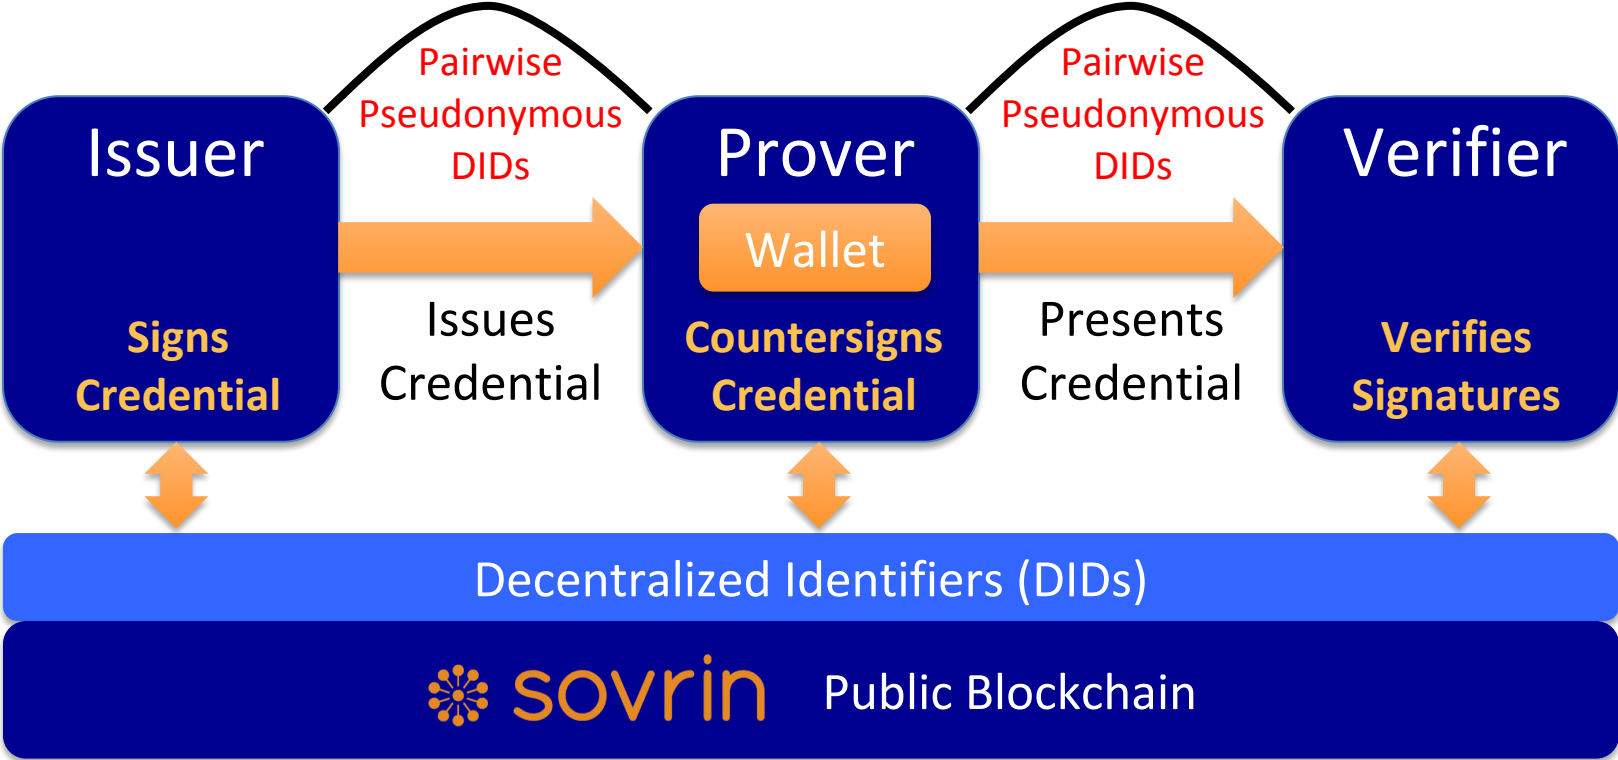 Pairwise
Pseudonymous
DIDs
Pairwise
Pseudonymous
DIDs
Issuer
Prover
Verifier
Wallet
Issues
Credential
Presents
Credential
Signs
Credential
Countersigns
Credential
Verifies
Signatures
Decentralized Identifiers (DIDs)
sovrin Public Blockchain